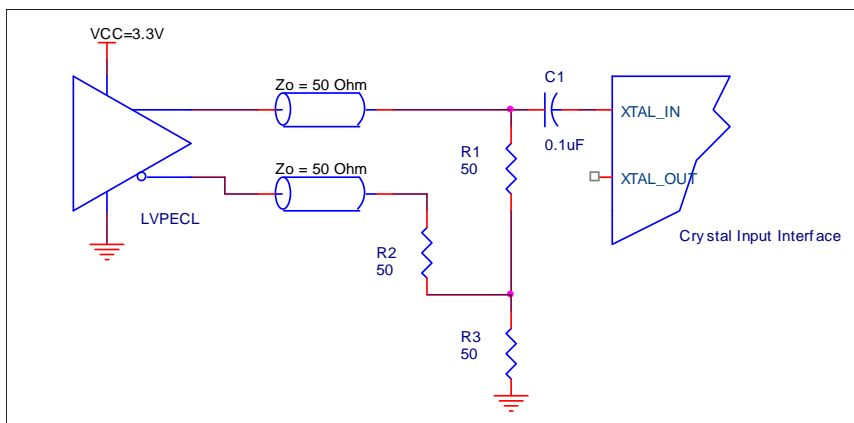 VCC=3.3V
Zo = 50 Ohm
C1
XTAL_IN
R1
50
0.1uF
Zo = 50 Ohm
XTAL_OUT
LVPECL
Crystal Input Interface
R2
50
R3
50